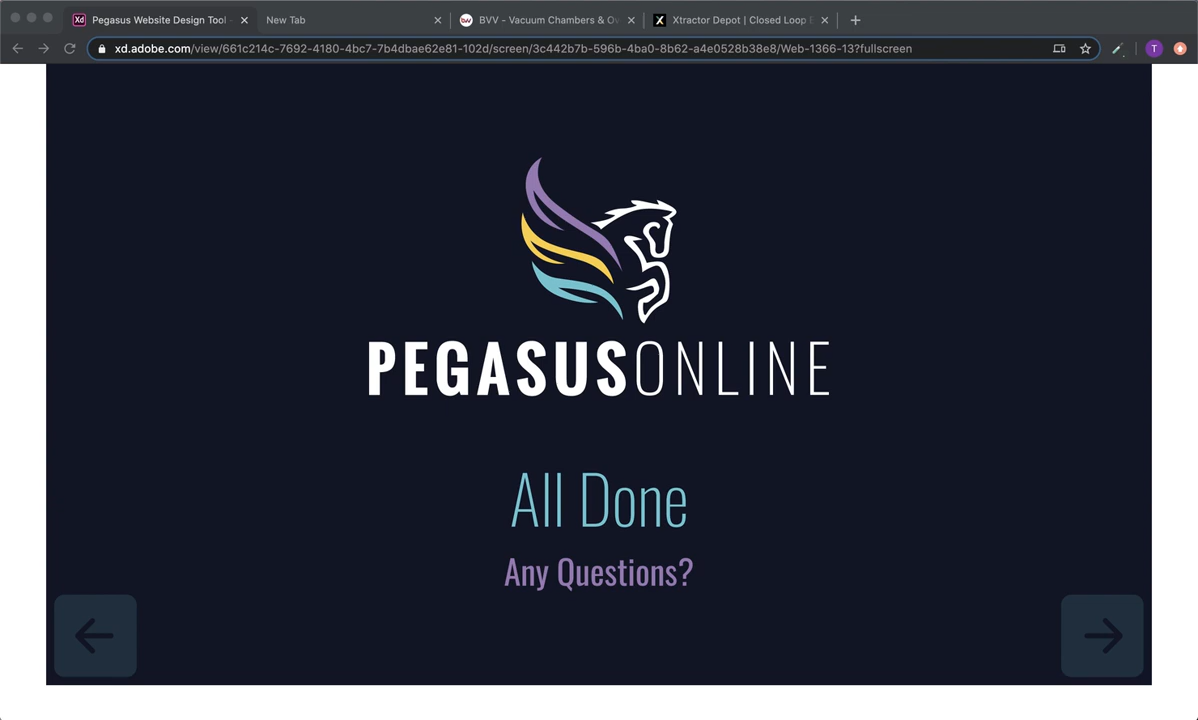 Pegasus Website Design Tool -
New Tab
BVV - Vacuum Chambers & Ov
Xtractor Depot | Closed Loop E
xd.adobe.com/view/661c214c-7692-4180-4bc7-7b4dbae62e81-102d/screen/3c442b7b-596b-4ba0-8b62-a4e0528b38e8/Web-1366-13?fullscreen
T
PEGASUSONLINE
All Done
Any Questions?